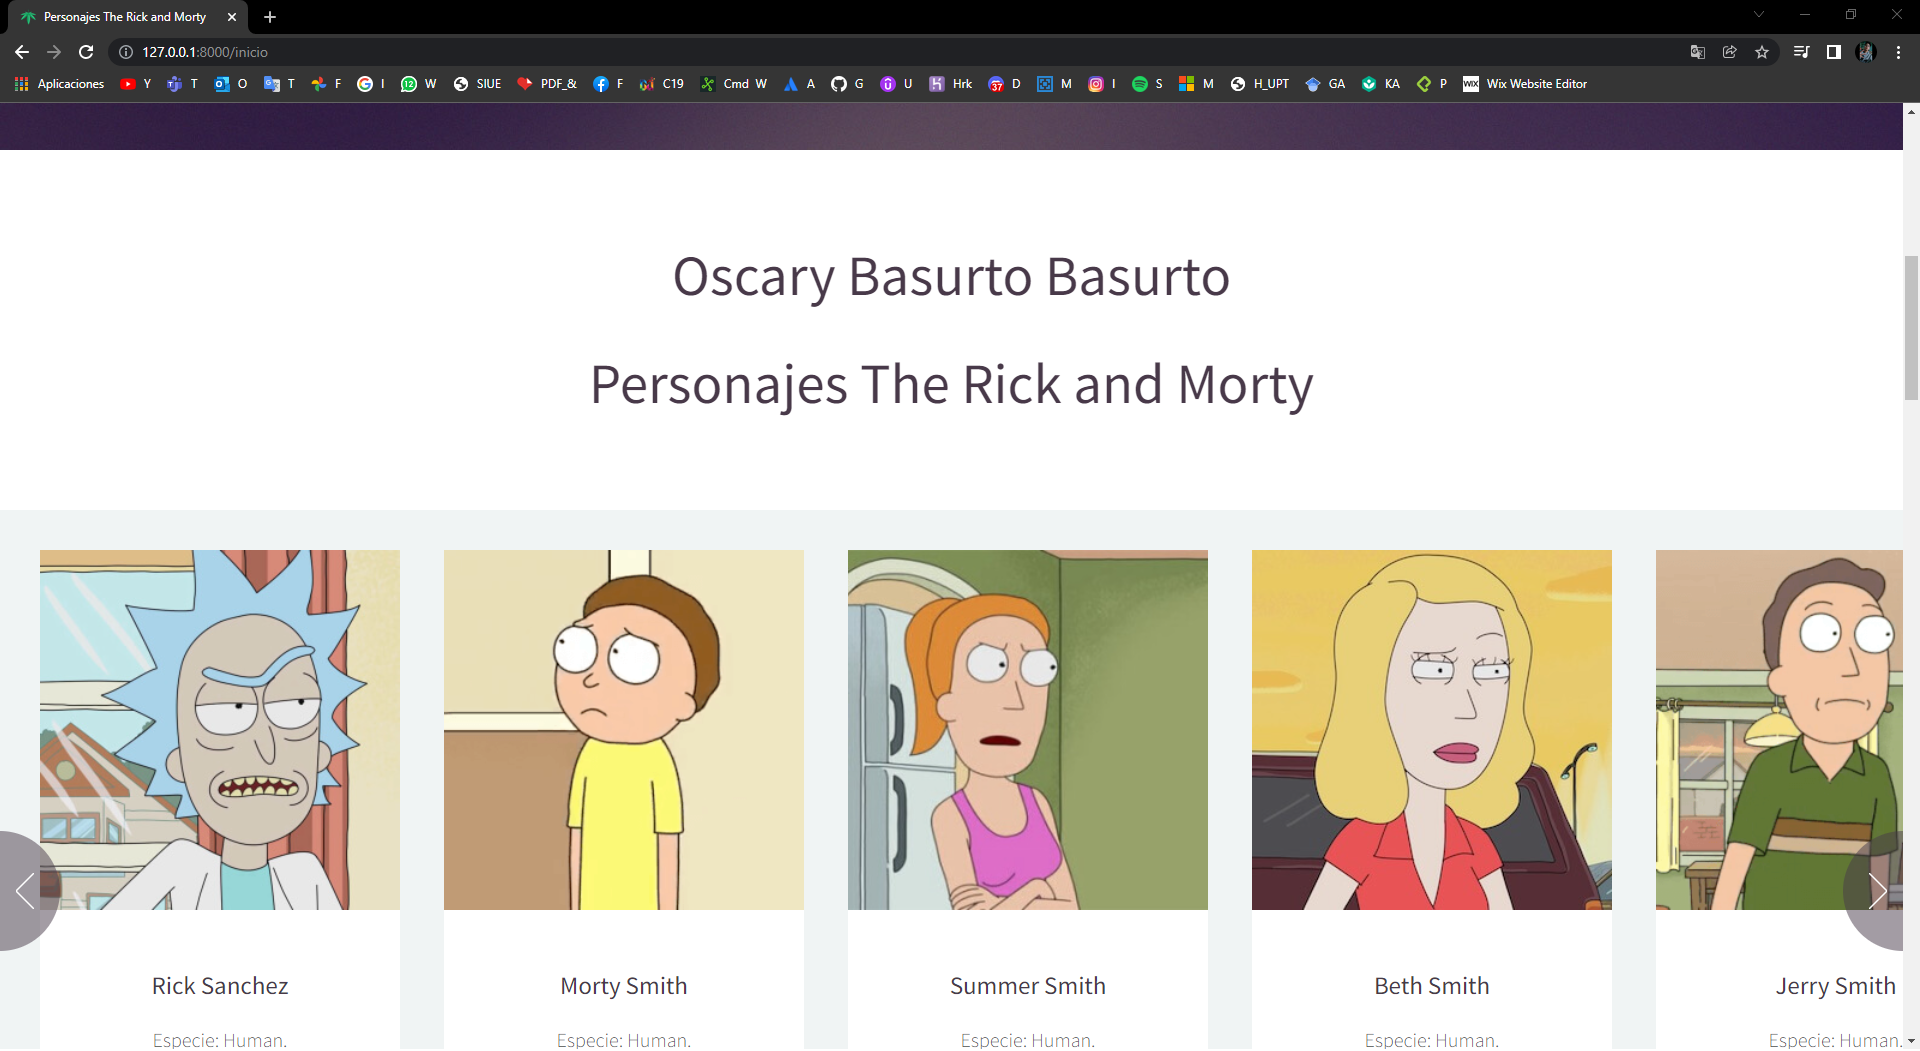 Personajes The Rick and Morty
127.0.0.1:8000/inicio
Aplicaciones Y T O T F I W SIUE PDF_& F C19 Cmd W A G U Hrk D M I S M H_UPT GA KA P Wix Website Editor
Oscary Basurto Basurto
Personajes The Rick and Morty
Rick Sanchez Morty Smith Summer Smith Beth Smith Jerry Smith
Especie: Human. Especie: Human. Especie: Human. Especie: Human. Especie: Human.